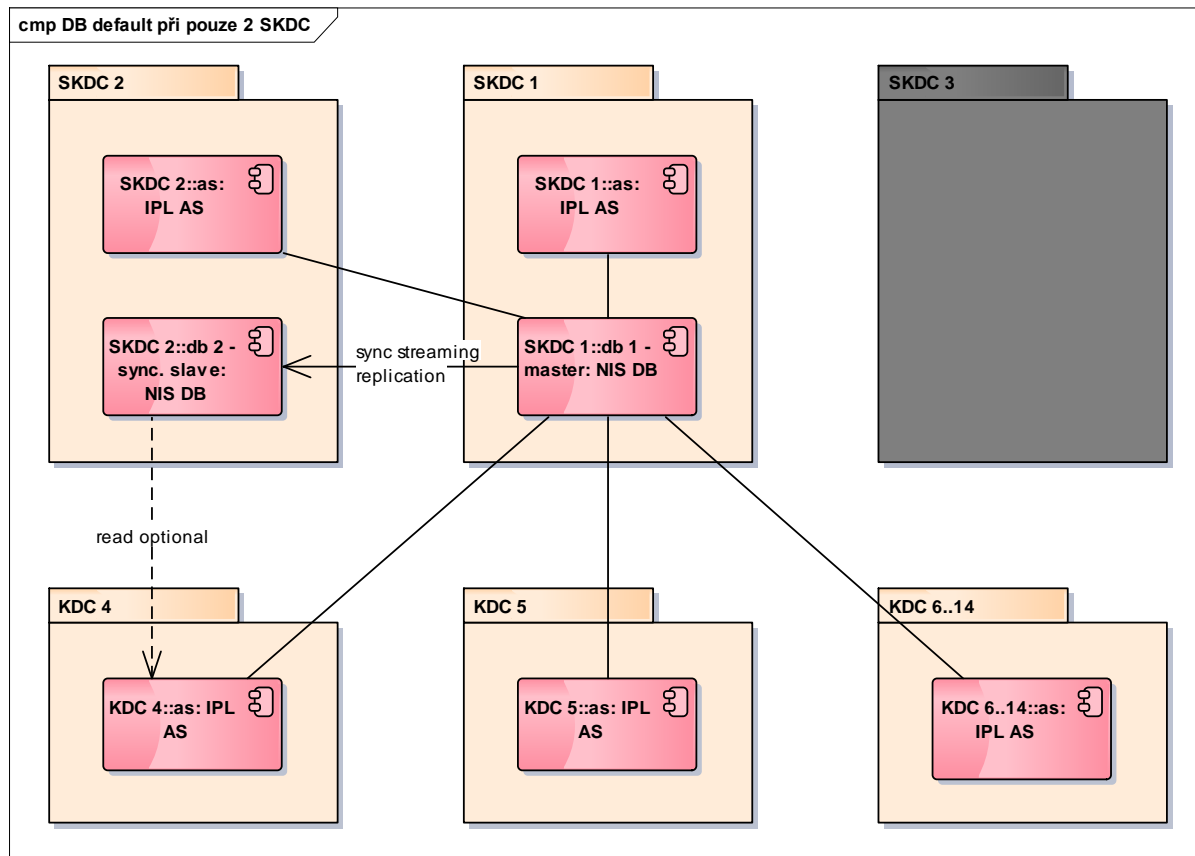 cmp DB default při pouze 2 SKDC
SKDC 2
SKDC 1
SKDC 3
SKDC 2::as:
IPL AS
SKDC 1::as:
IPL AS
SKDC 2::db 2 -
sync. slave:
NIS DB
sync streaming
replication
SKDC 1::db 1 -
master: NIS DB
read optional
KDC 4
KDC 5
KDC 6..14
KDC 4::as: IPL
AS
KDC 5::as: IPL
AS
KDC 6..14::as:
IPL AS